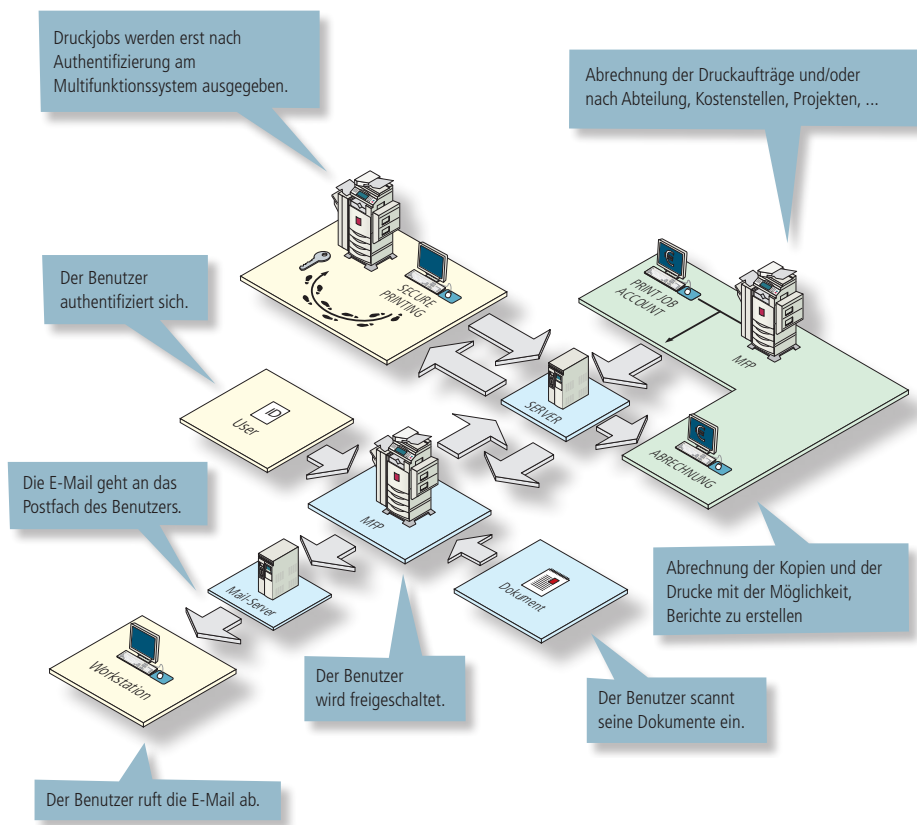 Druckjobs werden erst nach
Authentifizierung am
Multifunktionssystem ausgegeben.
Abrechnung der Druckaufträge und/oder
nach Abteilung, Kostenstellen, Projekten, ...
Der Benutzer
authentifiziert sich.
SECURE
PRINTING
PRINT JOB
ACCOUNT
MFP
SERVER
ID
User
ABRECHNUNG
Die E-Mail geht an das
Postfach des Benutzers.
MFP
Mail-Server
Dokument
Abrechnung der Kopien und der
Drucke mit der Möglichkeit,
Berichte zu erstellen
Workstation
Der Benutzer
wird freigeschaltet.
Der Benutzer scannt
seine Dokumente ein.
Der Benutzer ruft die E-Mail ab.